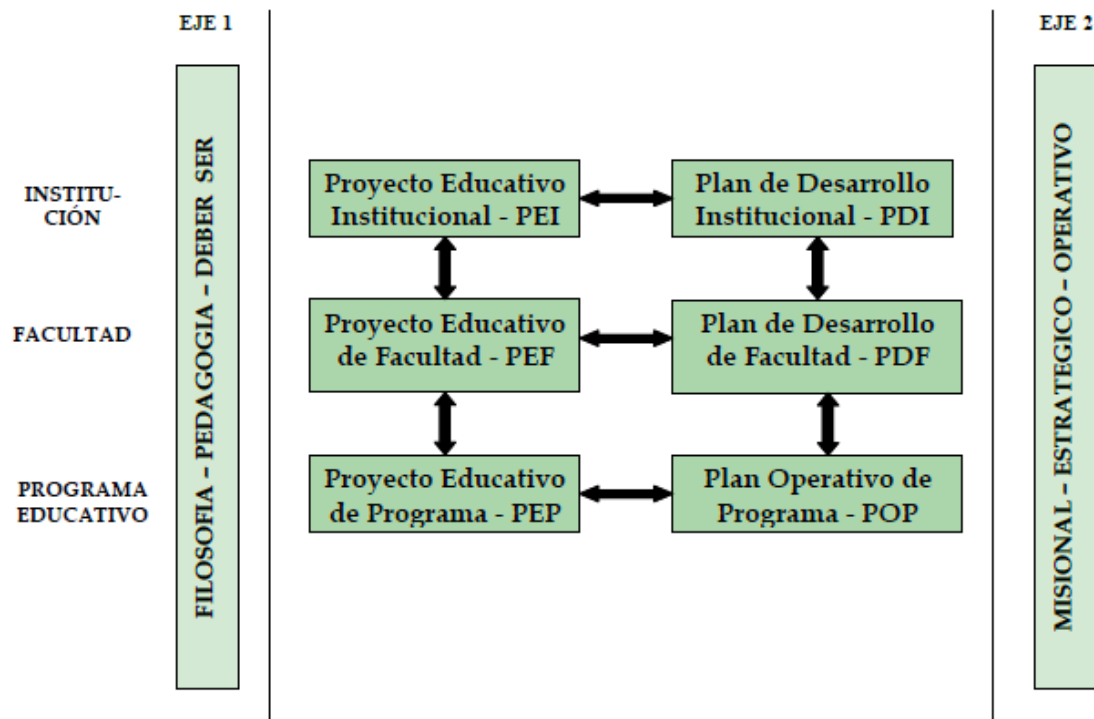 EJE 1
EJE 2
FILOSOFIA – PEDAGOGIA – DEBER SER
MISIONAL – ESTRATEGICO – OPERATIVO
INSTITU-
CIÓN
Proyecto Educativo
Institucional - PEI
Plan de Desarrollo
Institucional - PDI
FACULTAD
Proyecto Educativo
de Facultad - PEF
Plan de Desarrollo
de Facultad - PDF
PROGRAMA
EDUCATIVO
Proyecto Educativo
de Programa - PEP
Plan Operativo de
Programa - POP